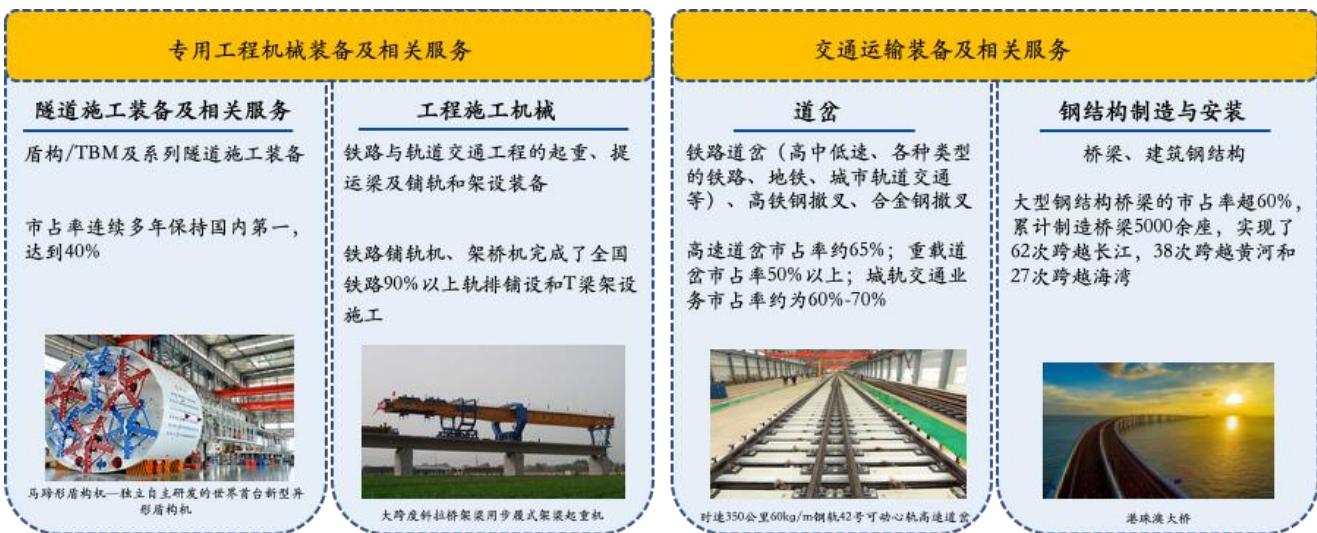 专用工程机械装备及相关服务
隧道施工装备及相关服务
盾构/TBM及系列隧道施工装备
市占率连续多年保持国内第一，
达到40%
马蹄形盾构机—独立自主研发的世界首台新型异
形盾构机
工程施工机械
铁路与轨道交通工程的起重、提
运梁及铺轨和架设装备
铁路铺轨机、架桥机完成了全国
铁路90%以上轨排铺设和T梁架设
施工
大跨度斜拉桥架梁用步履式架梁起重机
交通运输装备及相关服务
道岔
铁路道岔（高中低速、各种类型
的铁路、地铁、城市轨道交通
等）、高铁钢撤叉、合金钢撤叉
高速道岔市占率约65%；重载道
岔市占率50%以上；城轨交通业
务市占率约为60%-70%
时速350公里60kg/m钢轨42号可动心轨高速道岔
钢结构制造与安装
桥梁、建筑钢结构
大型钢结构桥梁的市占率超60%，
累计制造桥梁5000余座，实现了
62次跨越长江，38次跨越黄河和
27次跨越海湾
港珠澳大桥